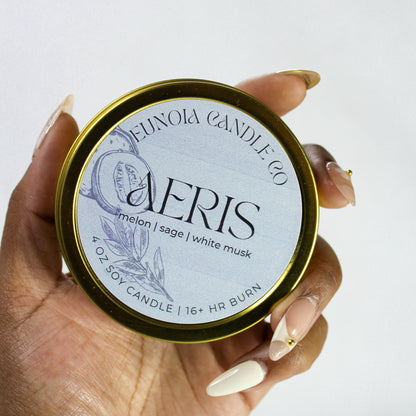 EUNOIA CANDLE CO
AERIS
melon | sage | white musk
4 OZ SOY CANDLE | 16+ HR BURN